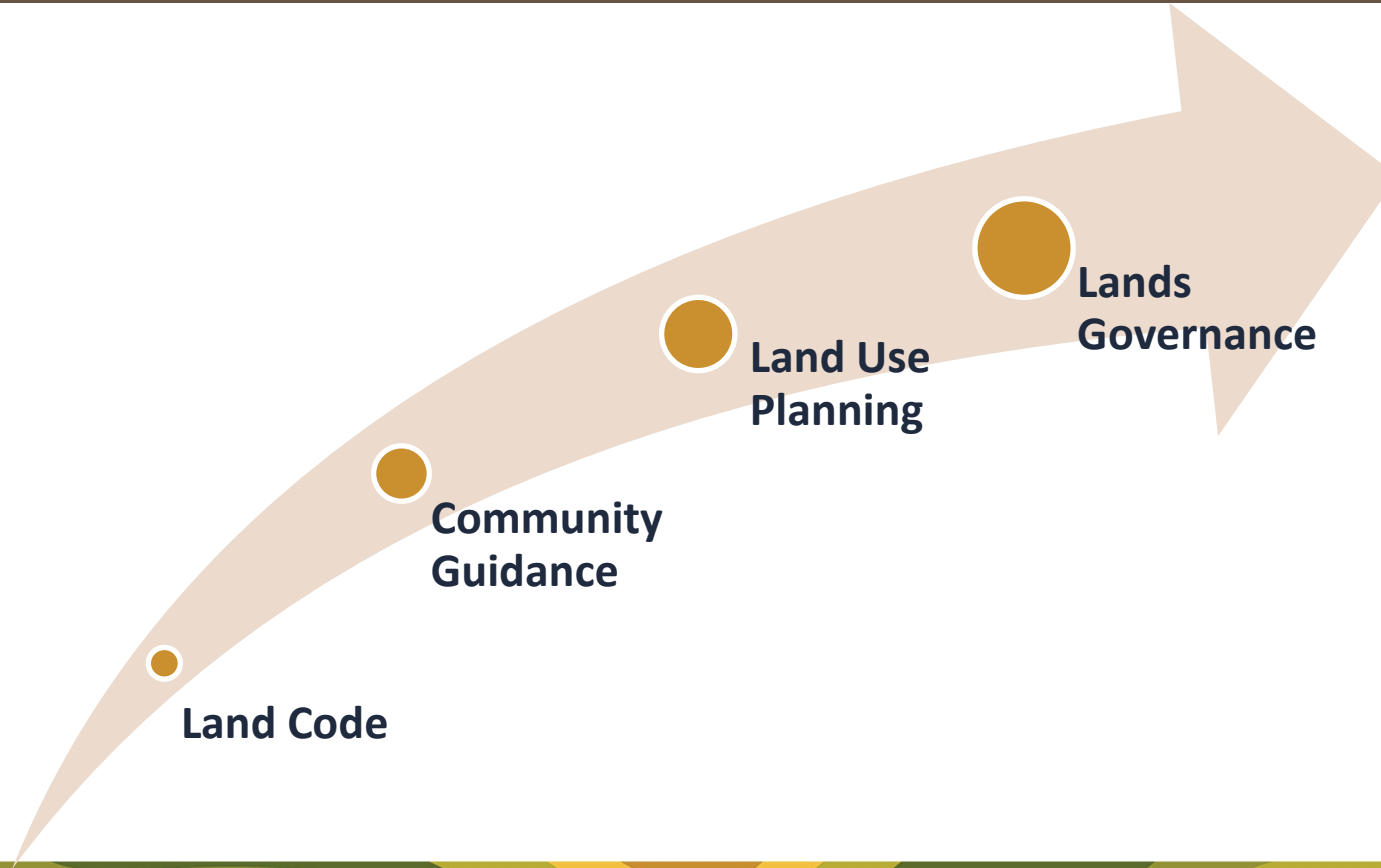 Lands
Governance
Land Use
Planning
Community
Guidance
Land Code